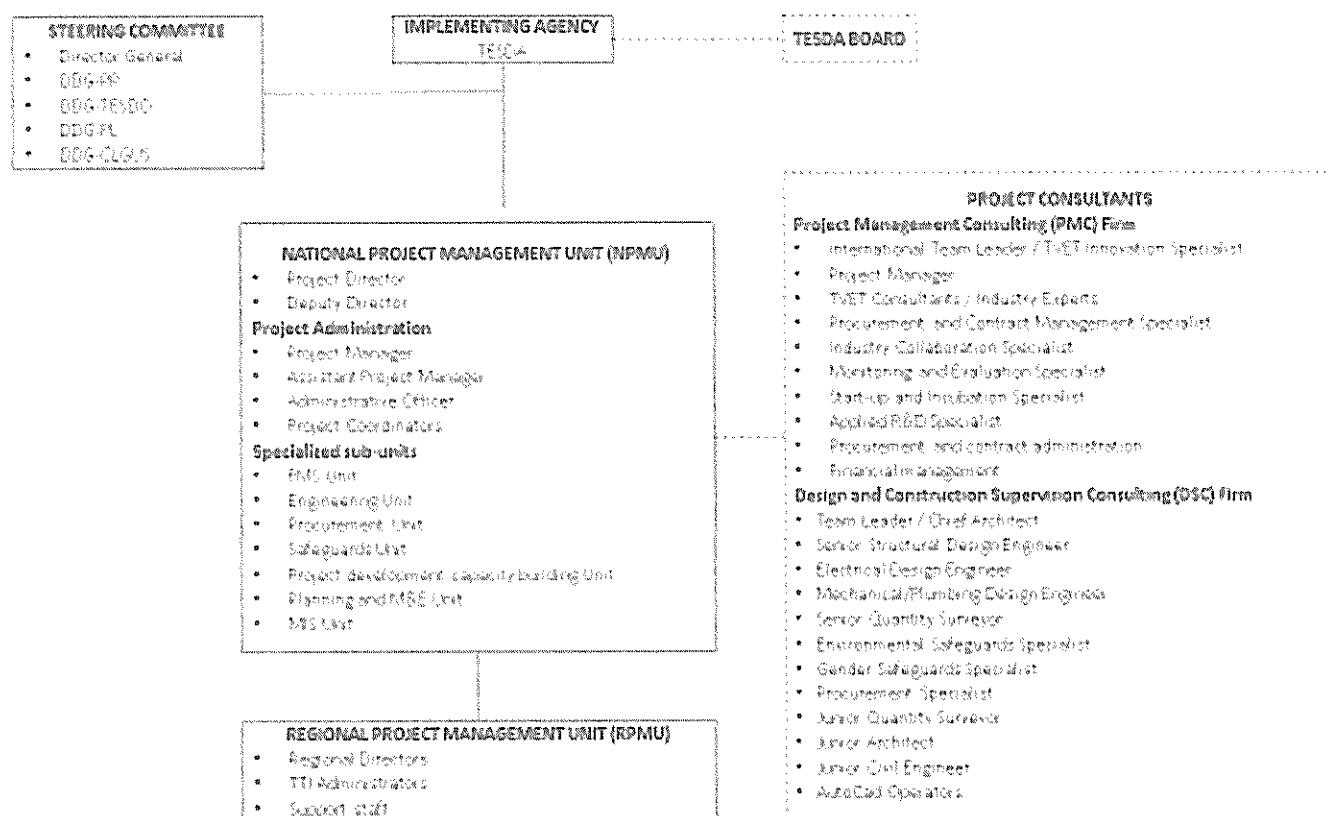 STEERING COMMITTEE
• Director General
• DDG-PP
• DDG-TESDO
• DDG-PL
IMPLEMENTING AGENCY
TESDA
TESDA BOARD
NATIONAL PROJECT MANAGEMENT UNIT (NPMU)
• Project Director
• Deputy Director
Project Administration
• Project Manager
• Assistant Project Manager
• Administrative Officer
• Project Coordinators
Specialized sub-units
• Unit
• Engineering Unit
• Procurement Unit
• Safeguards Unit
• Project development capacity building Unit
• Planning and M&E Unit
• MIS Unit
REGIONAL PROJECT MANAGEMENT UNIT (RPMU)
• Regional Directors
• TTI Administrators
• Support staff
PROJECT CONSULTANTS
Project Management Consulting (PMC) Firm
• International Team Leader / TVET Innovation Specialist
• Project Manager
• TVET Consultants / Industry Experts
• Procurement and Contract Management Specialist
• Industry Collaboration Specialist
• Monitoring and Evaluation Specialist
• Start-up and Incubation Specialist
• Applied R&D Specialist
• Procurement and contract administration
• Financial management
Design and Construction Supervision Consulting (DSC) Firm
• Team Leader / Chief Architect
• Senior Structural Design Engineer
• Electrical Design Engineer
• Mechanical/Plumbing Design Engineer
• Senior Quantity Surveyor
• Environmental Safeguards Specialist
• Gender Safeguards Specialist
• Procurement Specialist
• Junior Quantity Surveyor
• Junior Architect
• Junior Civil Engineer
• AutoCad Operators